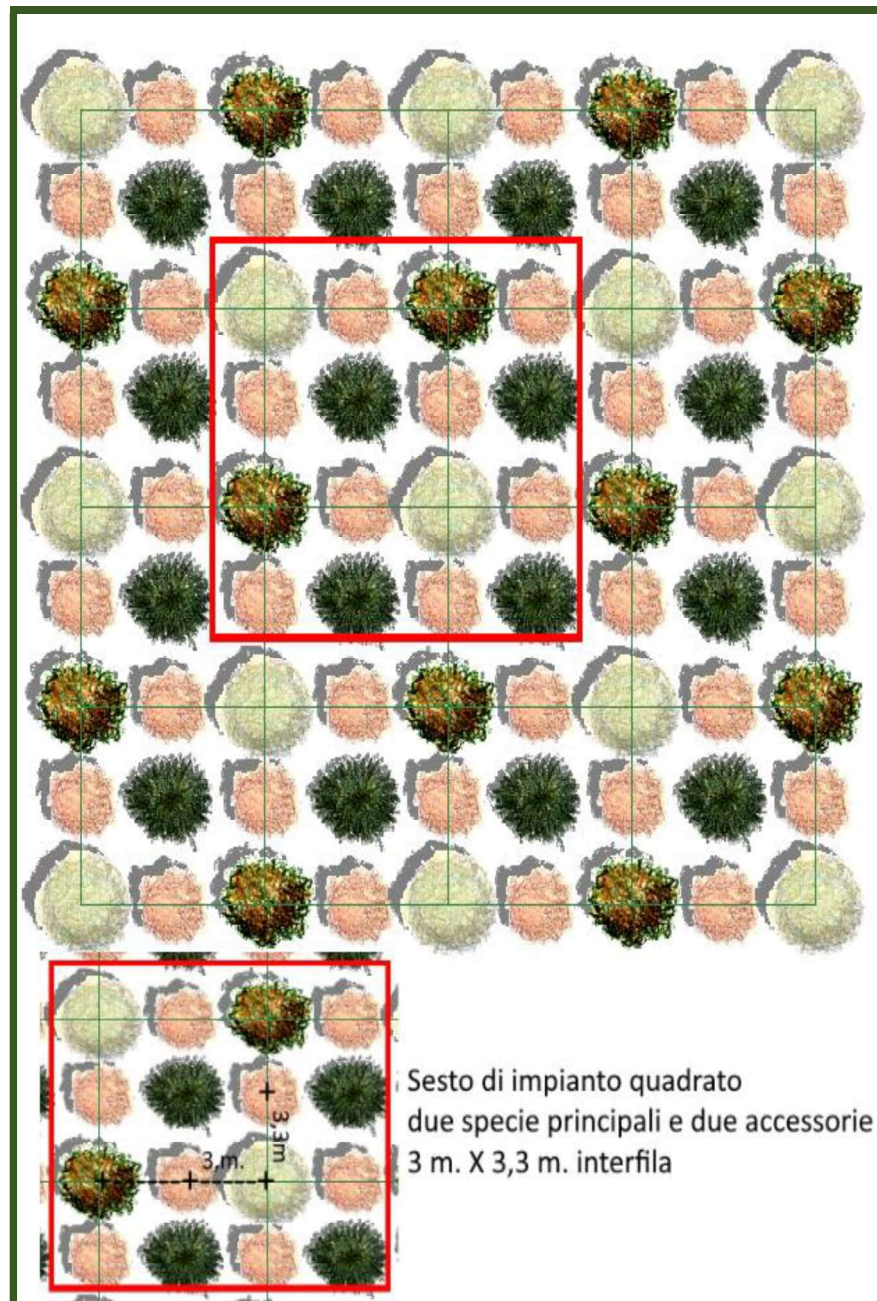 3,3m
3,m.
Sesto di impianto quadrato
due specie principali e due accessorie
3 m. X 3,3 m. interfila